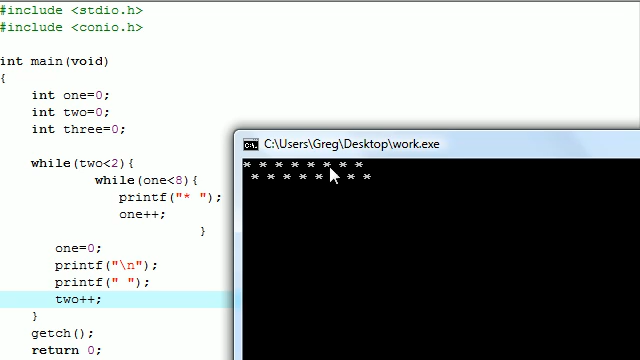 #include <stdio.h>
#include <conio.h>
int main(void)
{
int one=0;
int two=0;
int three=0;
while(two<2){
while(one<8){
printf("* ");
one++;
}
one=0;
printf("\n");
printf(" ");
two++;
}
getch();
return 0;
C:\Users\Greg\Desktop\work.exe
* * * * * * * *
* * * * * * * *